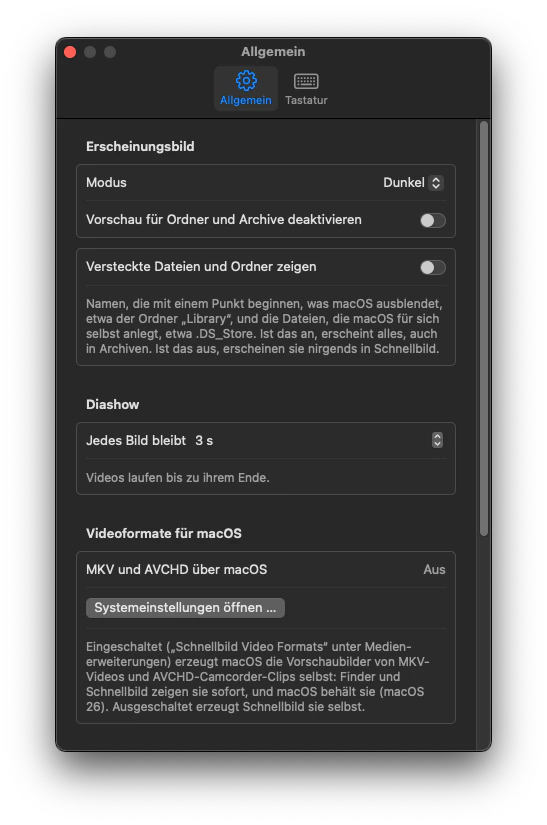 Allgemein
Allgemein
Tastatur
Erscheinungsbild
Modus
Dunkel
Vorschau für Ordner und Archive deaktivieren
Versteckte Dateien und Ordner zeigen
Namen, die mit einem Punkt beginnen, was macOS ausblendet,
etwa der Ordner „Library“, und die Dateien, die macOS für sich
selbst anlegt, etwa .DS_Store. Ist das an, erscheint alles, auch
in Archiven. Ist das aus, erscheinen sie nirgends in Schnellbild.
Diashow
Jedes Bild bleibt 3 s
Videos laufen bis zu ihrem Ende.
Videoformate für macOS
MKV und AVCHD über macOS
Aus
Systemeinstellungen öffnen ...
Eingeschaltet („Schnellbild Video Formats“ unter Medien-
erweiterungen) erzeugt macOS die Vorschaubilder von MKV-
Videos und AVCHD-Camcorder-Clips selbst: Finder und
Schnellbild zeigen sie sofort, und macOS behält sie (macOS
26). Ausgeschaltet erzeugt Schnellbild sie selbst.